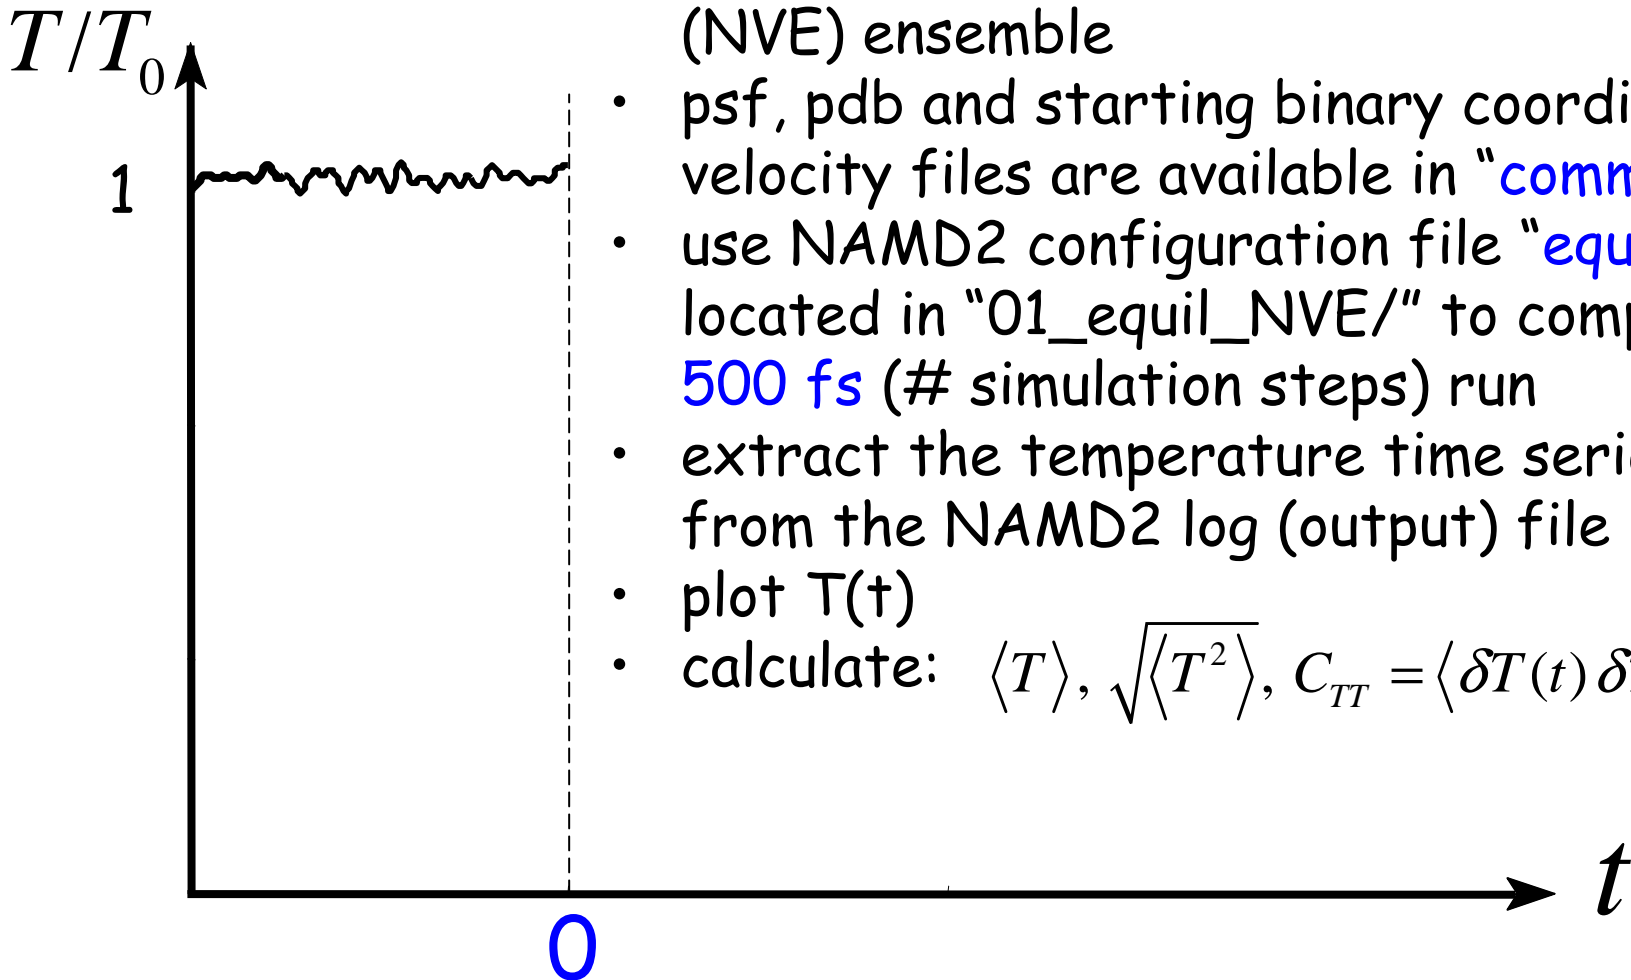 T/T₀
1
(NVE) ensemble
• psf, pdb and starting binary coordi
velocity files are available in “comm
• use NAMD2 configuration file “equ
located in “01_equil_NVE/” to comp
500 fs (# simulation steps) run
• extract the temperature time seri
from the NAMD2 log (output) file
• plot T(t)
• calculate: ⟨T⟩, √⟨T²⟩, C_TT = ⟨δT(t) δ
t
0